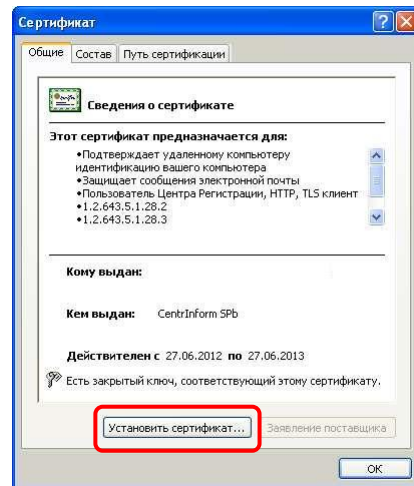 Сертификат
Общие Состав Путь сертификации
Сведения о сертификате
Этот сертификат предназначается для:
•Подтверждает удаленному компьютеру
идентификацию вашего компьютера
•Защищает сообщения электронной почты
•Пользователь Центра Регистрации, HTTP, TLS клиент
•1.2.643.5.1.28.2
•1.2.643.5.1.28.3
Кому выдан:
Кем выдан: CentrInform SPb
Действителен с 27.06.2012 по 27.06.2013
Есть закрытый ключ, соответствующий этому сертификату.
Установить сертификат... Заявление поставщика
ОК